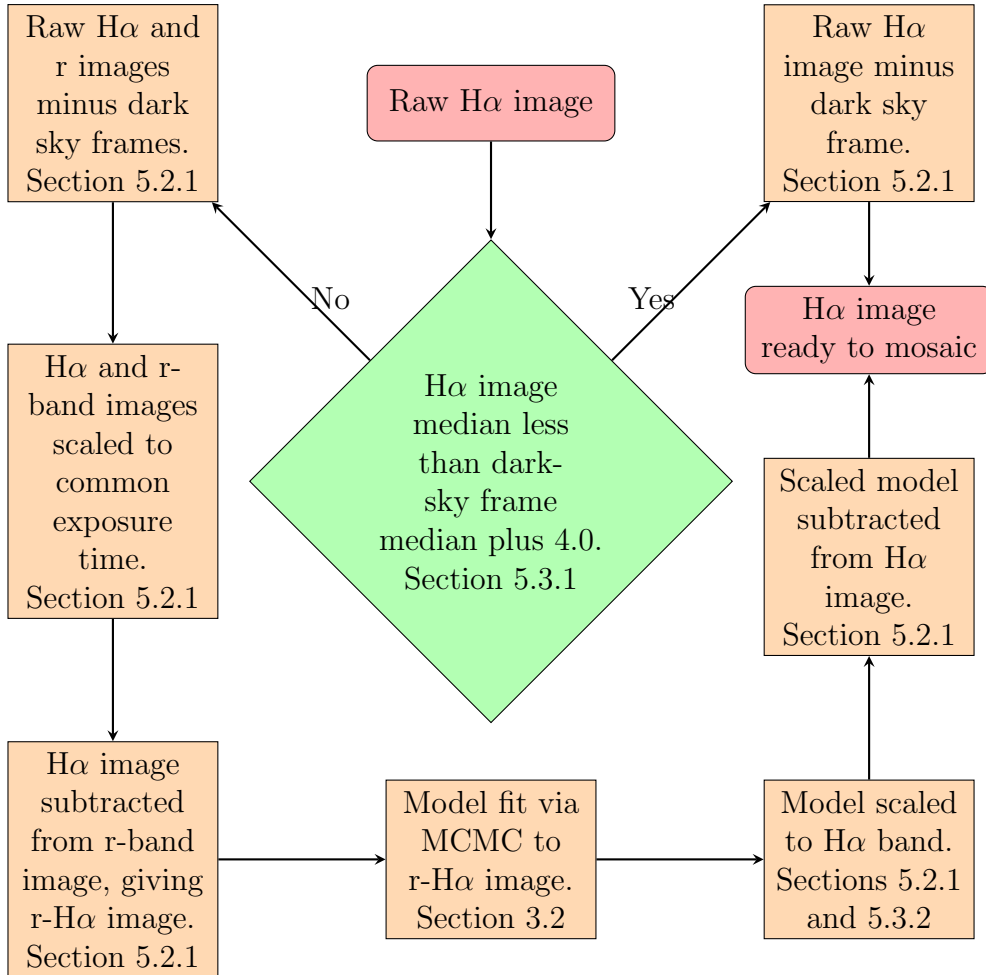 Raw Hα and
r images
minus dark
sky frames.
Section 5.2.1
Raw Hα image
Raw Hα
image minus
dark sky
frame.
Section 5.2.1
No
Yes
Hα image
ready to mosaic
Hα and r-
band images
scaled to
common
exposure
time.
Section 5.2.1
Hα image
median less
than dark-
sky frame
median plus 4.0.
Section 5.3.1
Scaled model
subtracted
from Hα
image.
Section 5.2.1
Hα image
subtracted
from r-band
image, giving
r-Hα image.
Section 5.2.1
Model fit via
MCMC to
r-Hα image.
Section 3.2
Model scaled
to Hα band.
Sections 5.2.1
and 5.3.2